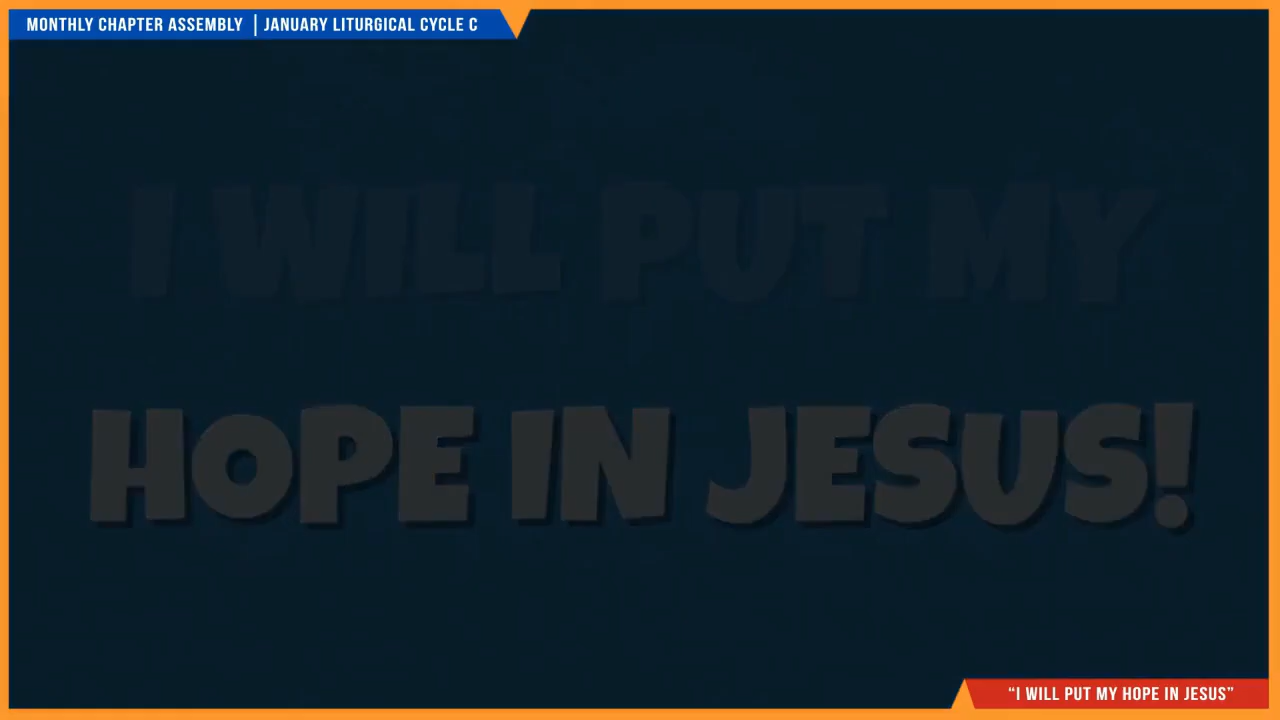 MONTHLY CHAPTER ASSEMBLY | JANUARY LITURGICAL CYCLE C
I WILL PUT MY
HOPE IN JESUS!
“I WILL PUT MY HOPE IN JESUS”